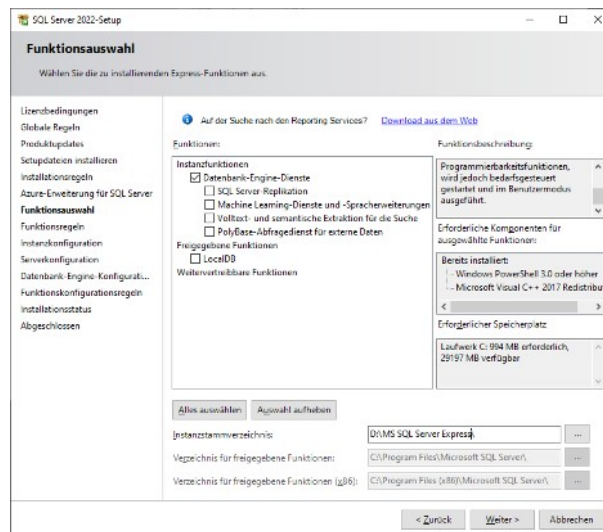 SQL Server 2022-Setup
Funktionsauswahl
Wählen Sie die zu installierenden Express-Funktionen aus.
Lizenzbedingungen
Globale Regeln
Produktupdates
Setupdateien installieren
Installationsregeln
Azure-Erweiterung für SQL Server
Funktionsauswahl
Funktionsregeln
Instanzkonfiguration
Serverkonfiguration
Datenbank-Engine-Konfigurati...
Funktionskonfigurationsregeln
Installationsstatus
Abgeschlossen
Auf der Suche nach den Reporting Services? Download aus dem Web
Funktionen:
Instanzfunktionen
Datenbank-Engine-Dienste
SQL Server-Replikation
Machine Learning-Dienste und -Spracherweiterungen
Volltext- und semantische Extraktion für die Suche
PolyBase-Abfragedienst für externe Daten
Freigegebene Funktionen
LocalDB
Weitervertreibbare Funktionen
Funktionsbeschreibung:
Programmierbarkeitsfunktionen,
wird jedoch bedarfsgesteuert
gestartet und im Benutzermodus
ausgeführt.
Erforderliche Komponenten für
ausgewählte Funktionen:
Bereits installiert:
Windows PowerShell 3.0 oder höher
Microsoft Visual C++ 2017 Redistribut
Erforderlicher Speicherplatz
Laufwerk C: 994 MB erforderlich,
29197 MB verfügbar
Alles auswählen Auswahl aufheben
Instanzstammverzeichnis: D:\MS SQL Server Express\ ...
Verzeichnis für freigegebene Funktionen: C:\Program Files\Microsoft SQL Server\ ...
Verzeichnis für freigegebene Funktionen (x86): C:\Program Files (x86)\Microsoft SQL Server\ ...
< Zurück Weiter > Abbrechen